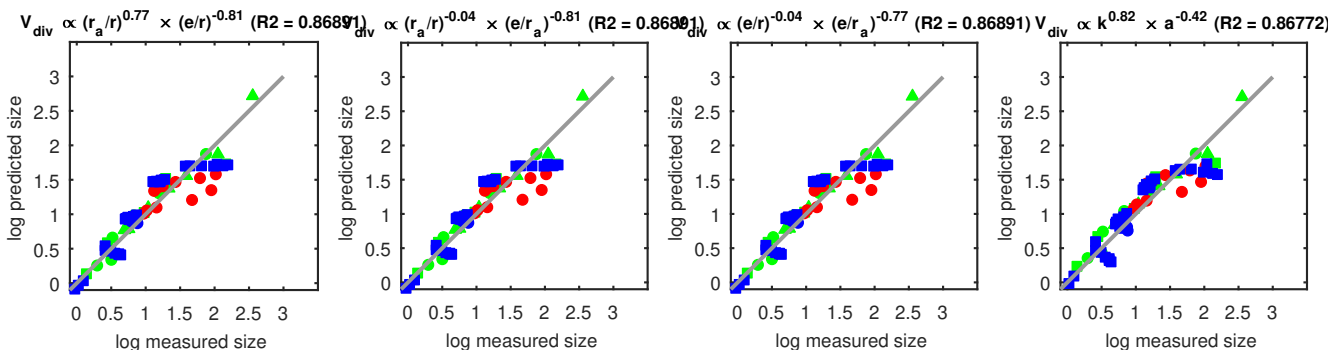 V_div ∝ (r_a/r)^0.77 × (e/r)^-0.81 (R2 = 0.86891)
V_div ∝ (r_a/r)^-0.04 × (e/r_a)^-0.81 (R2 = 0.86891)
V_div ∝ (e/r)^-0.04 × (e/r_a)^-0.77 (R2 = 0.86891)
V_div ∝ k^0.82 × a^-0.42 (R2 = 0.86772)
log predicted size
3
2.5
2
1.5
1
0.5
0
0 0.5 1 1.5 2 2.5 3
log measured size
log predicted size
3
2.5
2
1.5
1
0.5
0
0 0.5 1 1.5 2 2.5 3
log measured size
log predicted size
3
2.5
2
1.5
1
0.5
0
0 0.5 1 1.5 2 2.5 3
log measured size
log predicted size
3
2.5
2
1.5
1
0.5
0
0 0.5 1 1.5 2 2.5 3
log measured size